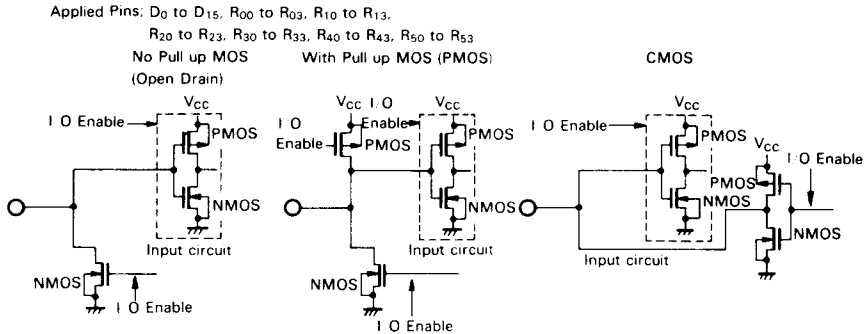 Applied Pins; D0 to D15, R00 to R03, R10 to R13,
R20 to R23, R30 to R33, R40 to R43, R50 to R53
No Pull up MOS
(Open Drain)
I O Enable
VCC
PMOS
NMOS
Input circuit
NMOS
I O Enable
With Pull up MOS (PMOS)
VCC
I/O
Enable
I/O
Enable
PMOS
VCC
PMOS
NMOS
Input circuit
NMOS
I O Enable
CMOS
I O Enable
VCC
PMOS
NMOS
Input circuit
VCC
I/O Enable
PMOS
NMOS